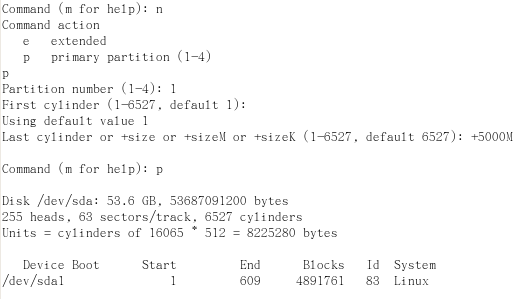 Command (m for help): n
Command action
   e   extended
   p   primary partition (1-4)
p
Partition number (1-4): 1
First cylinder (1-6527, default 1):
Using default value 1
Last cylinder or +size or +sizeM or +sizeK (1-6527, default 6527): +5000M
Command (m for help): p
Disk /dev/sda: 53.6 GB, 53687091200 bytes
255 heads, 63 sectors/track, 6527 cylinders
Units = cylinders of 16065 * 512 = 8225280 bytes
   Device Boot      Start         End      Blocks   Id  System
/dev/sda1               1         609     4891761   83  Linux